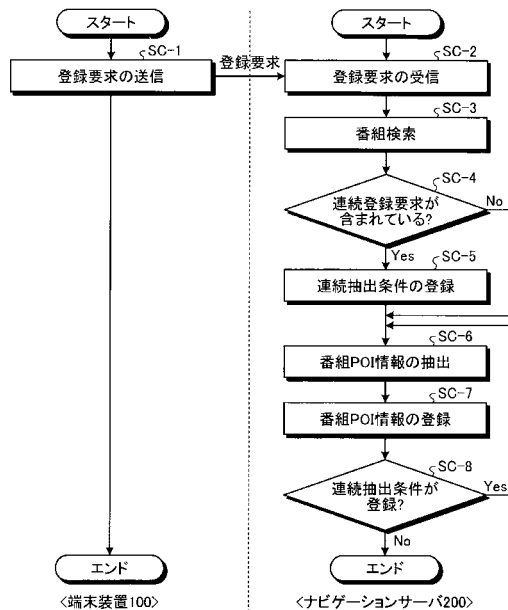 スタート
スタート
SC-1
登録要求の送信
登録要求
SC-2
登録要求の受信
SC-3
番組検索
SC-4
連続登録要求が
含まれている?
No
Yes
SC-5
連続抽出条件の登録
SC-6
番組POI情報の抽出
SC-7
番組POI情報の登録
SC-8
連続抽出条件が
登録?
Yes
No
エンド
エンド
<端末装置100>
<ナビゲーションサーバ200>